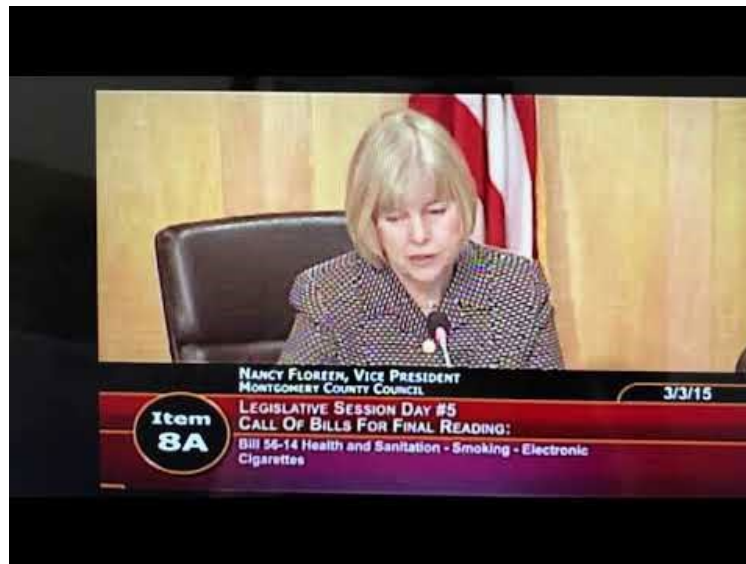 NANCY FLOREEN, VICE PRESIDENT
MONTGOMERY COUNTY COUNCIL
3/3/15
Item
8A
LEGISLATIVE SESSION DAY #5
CALL OF BILLS FOR FINAL READING:
Bill 56-14 Health and Sanitation - Smoking - Electronic
Cigarettes